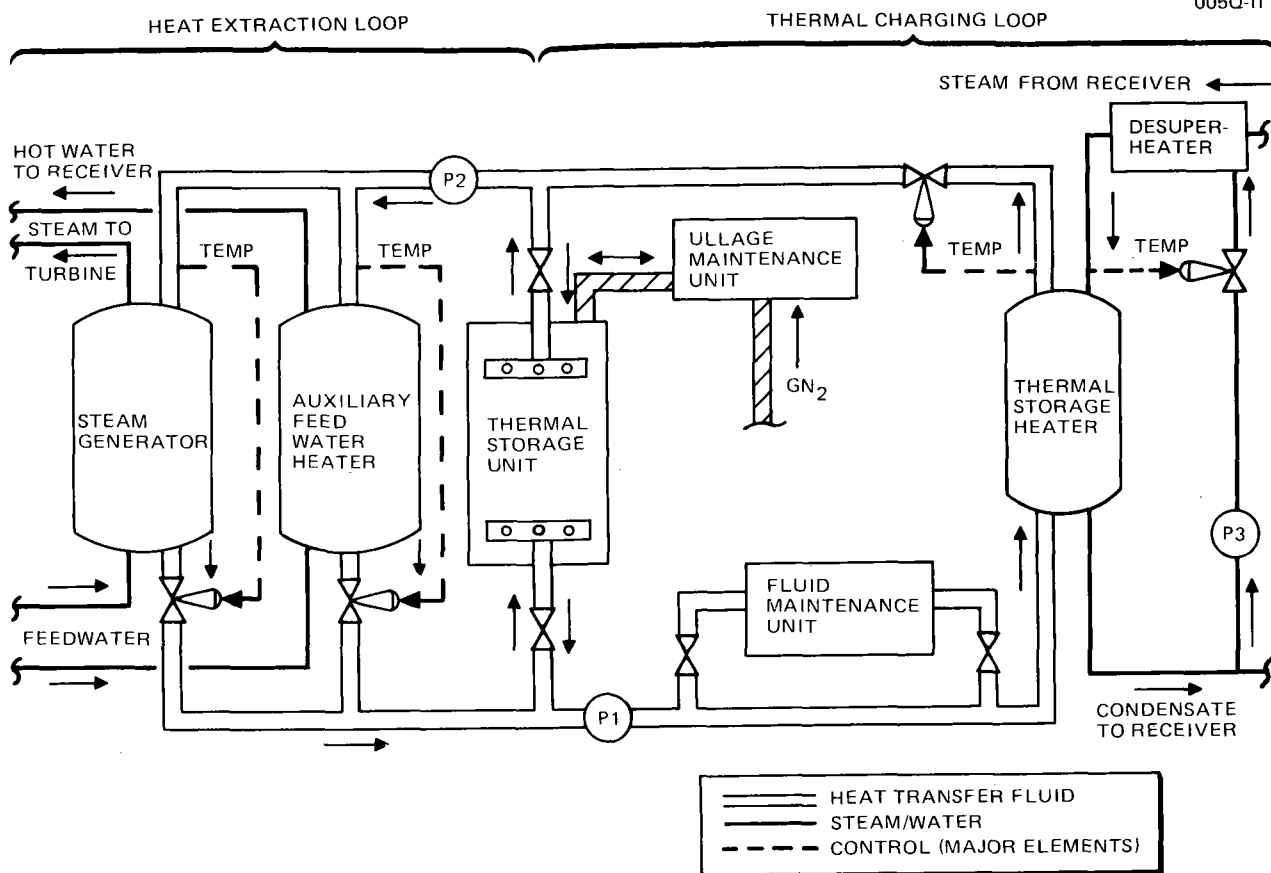 005Q-11
HEAT EXTRACTION LOOP
THERMAL CHARGING LOOP
STEAM FROM RECEIVER
DESUPER-
HEATER
HOT WATER
TO RECEIVER
P2
STEAM TO
TURBINE
TEMP
TEMP
ULLAGE
MAINTENANCE
UNIT
TEMP
TEMP
GN2
STEAM
GENERATOR
AUXILIARY
FEED
WATER
HEATER
THERMAL
STORAGE
UNIT
THERMAL
STORAGE
HEATER
P3
FLUID
MAINTENANCE
UNIT
FEEDWATER
P1
CONDENSATE
TO RECEIVER
HEAT TRANSFER FLUID
STEAM/WATER
CONTROL (MAJOR ELEMENTS)